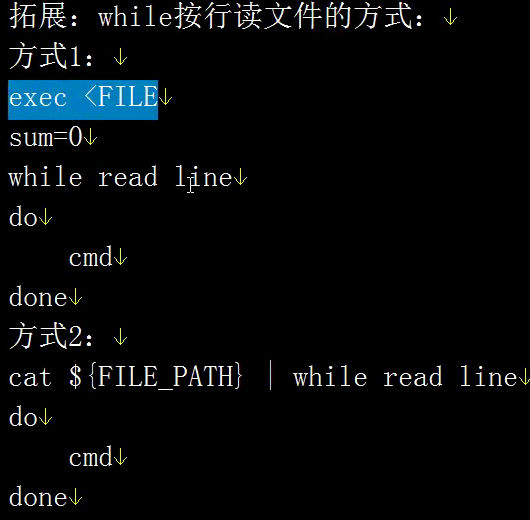 拓展：while按行读文件的方式：↓
方式1：↓
exec <FILE↓
sum=0↓
while read line↓
do↓
    cmd↓
done↓
方式2：↓
cat ${FILE_PATH} | while read line↓
do↓
    cmd↓
done↓